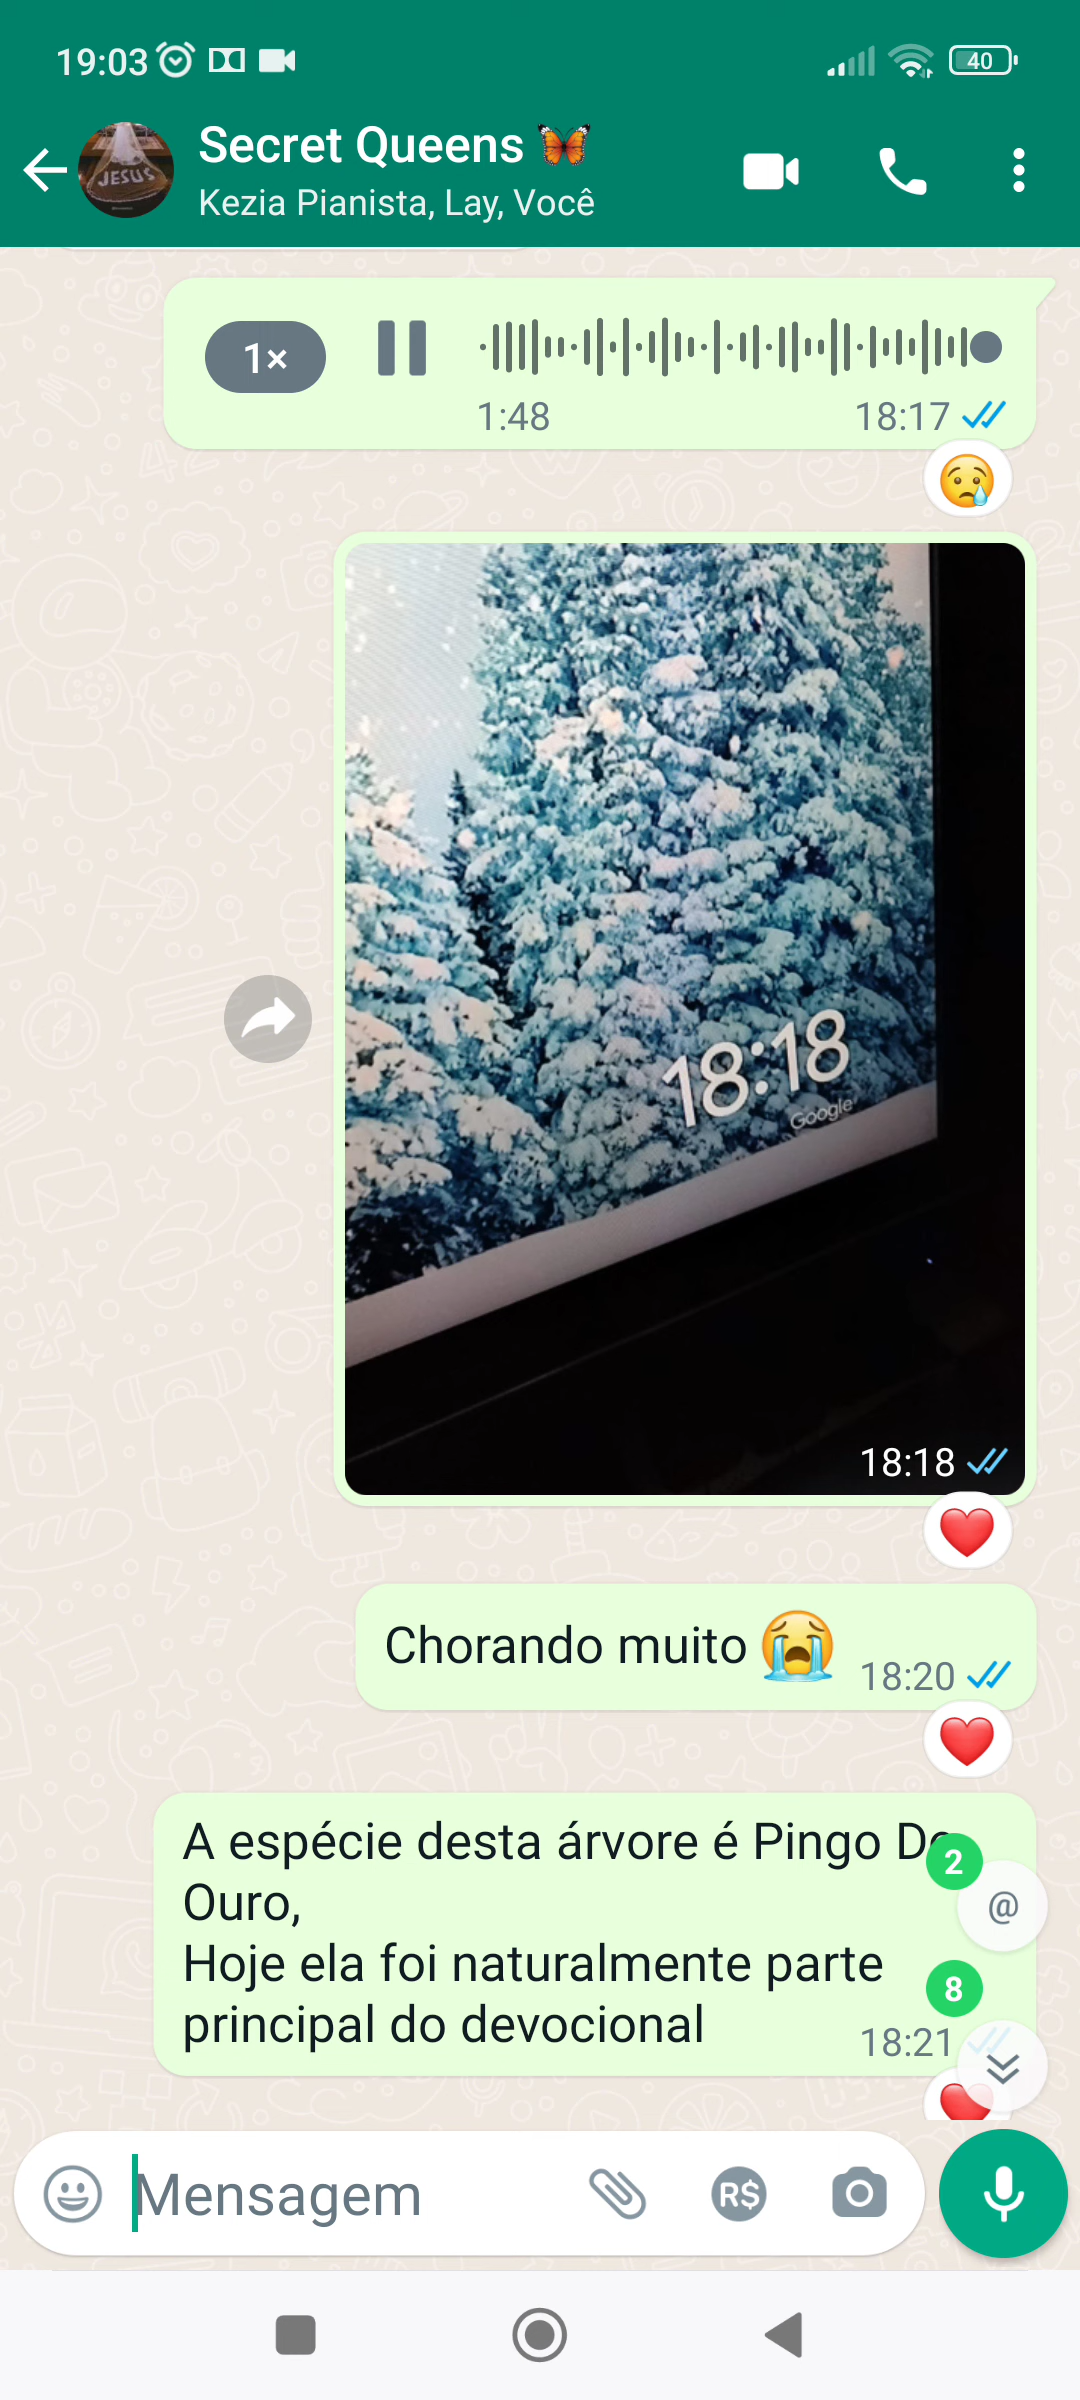 19:03
40
JESUS
Secret Queens 🦋
Kezia Pianista, Lay, Você
1×
1:48
18:17
18:18
Google
18:18
Chorando muito 😭
18:20
A espécie desta árvore é Pingo De
Ouro,
Hoje ela foi naturalmente parte
principal do devocional
18:21
2
@
8
Mensagem
R$